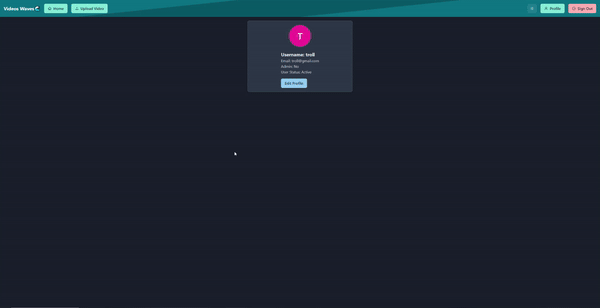 Videos Waves
Home
Upload Video
Profile
Sign Out
T
Username: troll
Email: troll@gmail.com
Admin: No
User Status: Active
Edit Profile